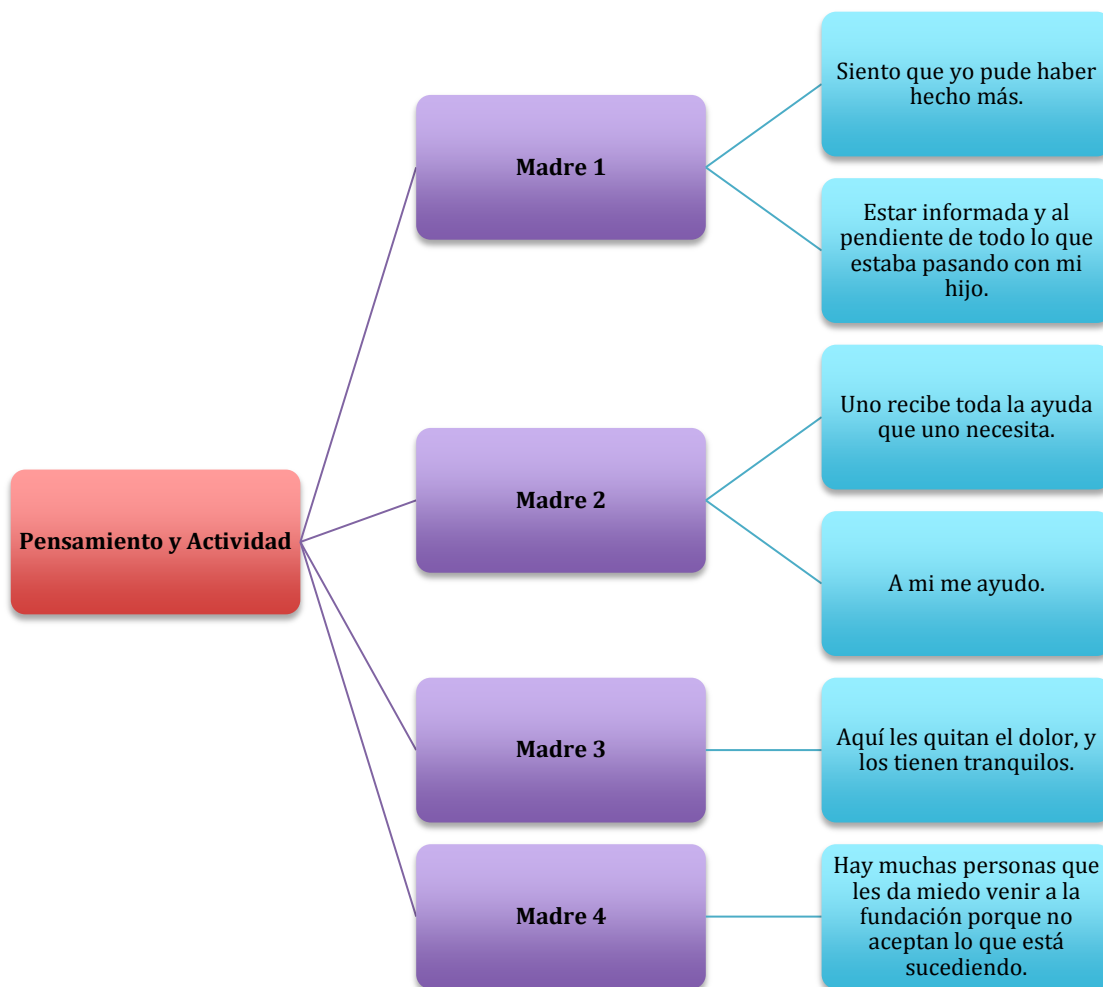 Pensamiento y Actividad
Madre 1
Siento que yo pude haber
hecho más.
Estar informada y al
pendiente de todo lo que
estaba pasando con mi
hijo.
Madre 2
Uno recibe toda la ayuda
que uno necesita.
A mi me ayudo.
Madre 3
Aquí les quitan el dolor, y
los tienen tranquilos.
Madre 4
Hay muchas personas que
les da miedo venir a la
fundación porque no
aceptan lo que está
sucediendo.